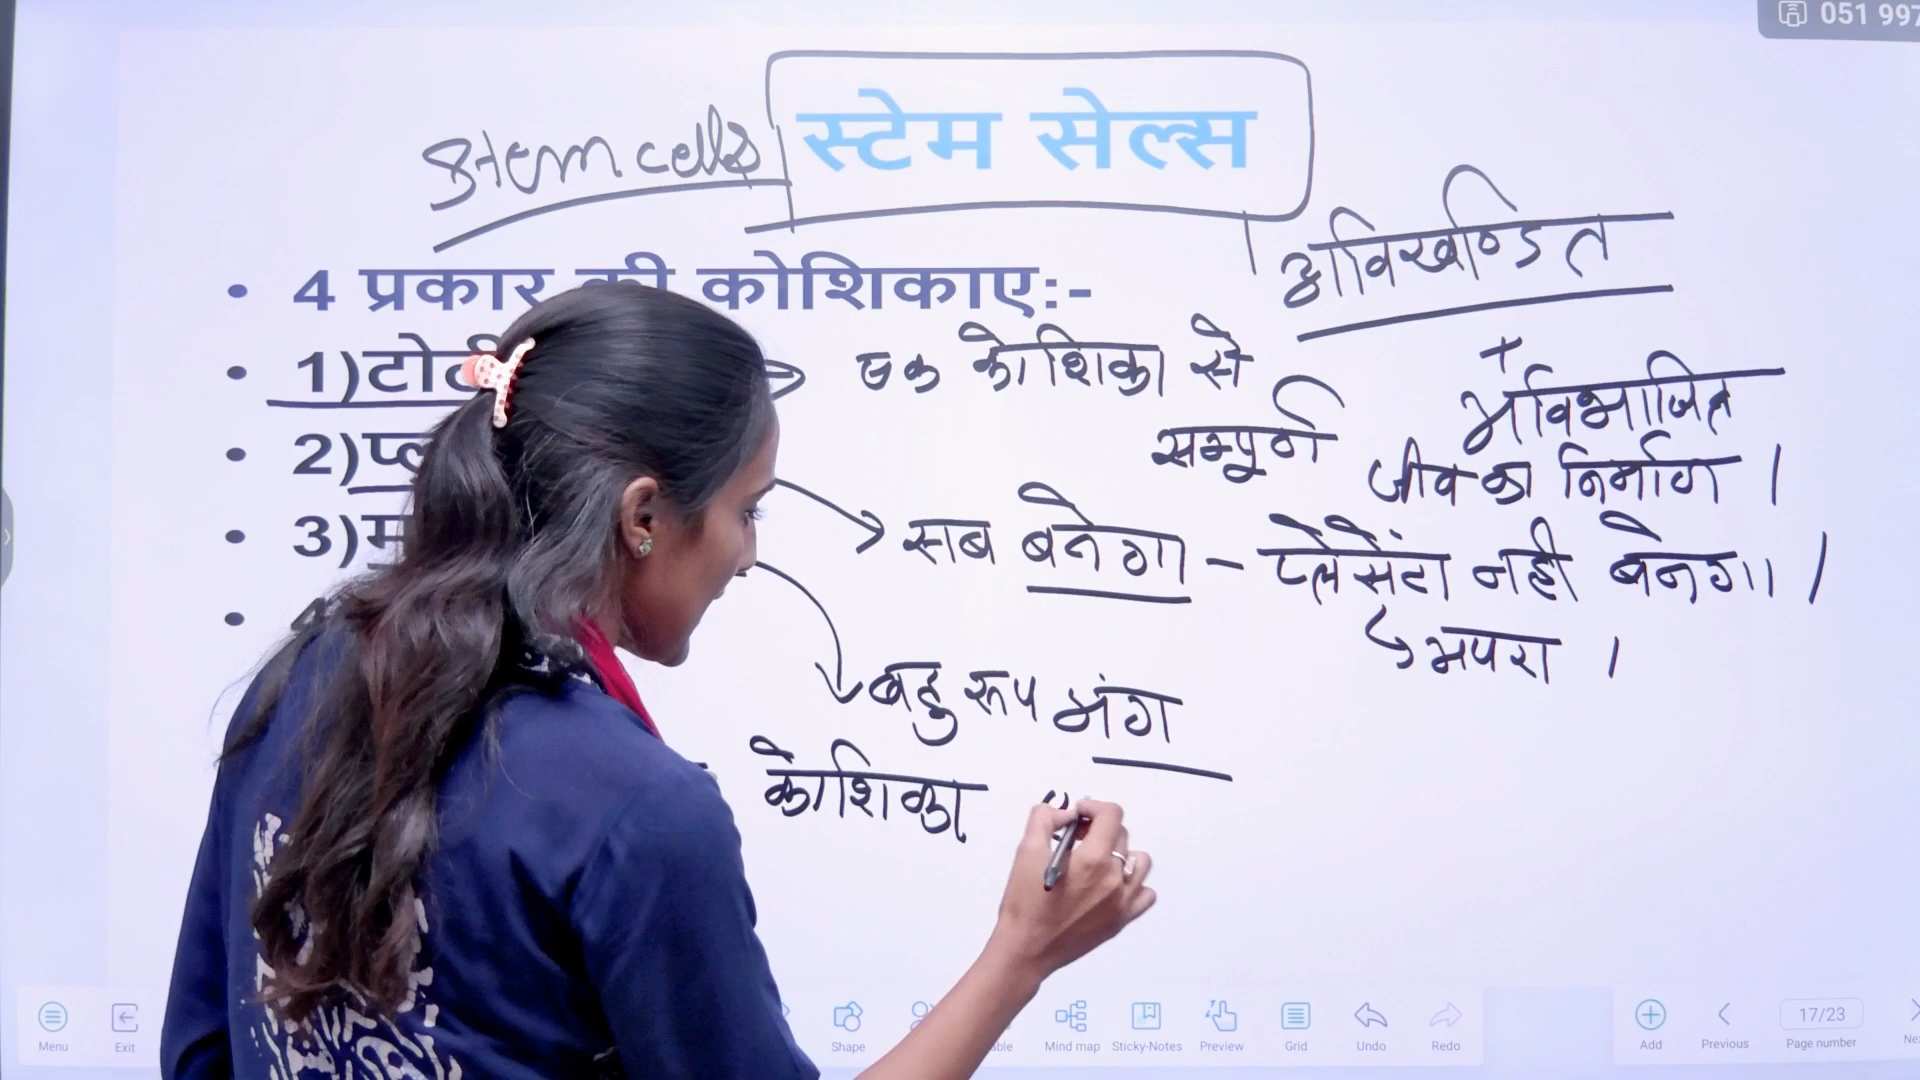 051 997
stem cells स्टेम सेल्स
अविखण्डित
+
अविभाजित
• 4 प्रकार की कोशिकाए:-
• 1)टोटी
एक कोशिका से
सम्पूर्ण जीव का निर्माण ।
• 2)प्ल
सब बनेगा - प्लेसेंटा नही बनेगा ।
अपरा ।
• 3)म
बहु रूप अंग
कोशिका
Menu
Exit
Shape
Mind map
Sticky-Notes
Preview
Grid
Undo
Redo
Add
Previous
17/23
Page number